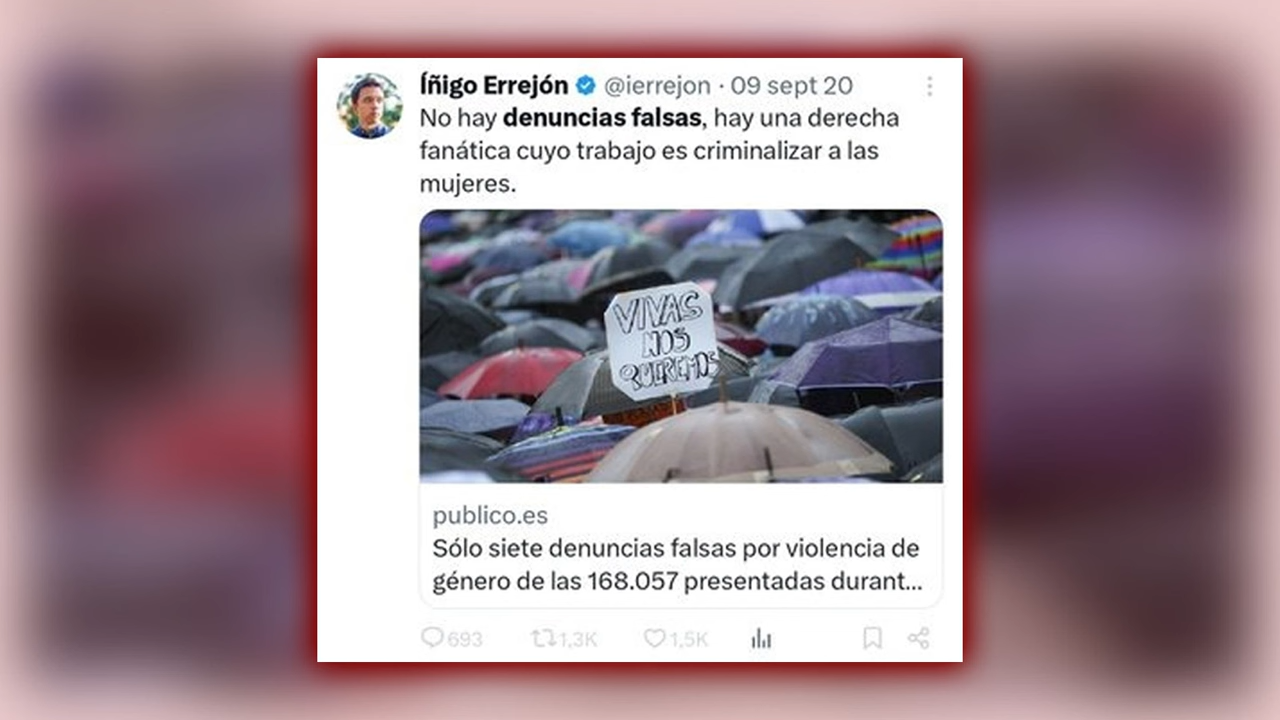 Íñigo Errejón @ierrejon · 09 sept 20
No hay denuncias falsas, hay una derecha
fanática cuyo trabajo es criminalizar a las
mujeres.
VIVAS
NOS
QUEREMOS
publico.es
Sólo siete denuncias falsas por violencia de
género de las 168.057 presentadas durant...
693 1,3K 1,5K